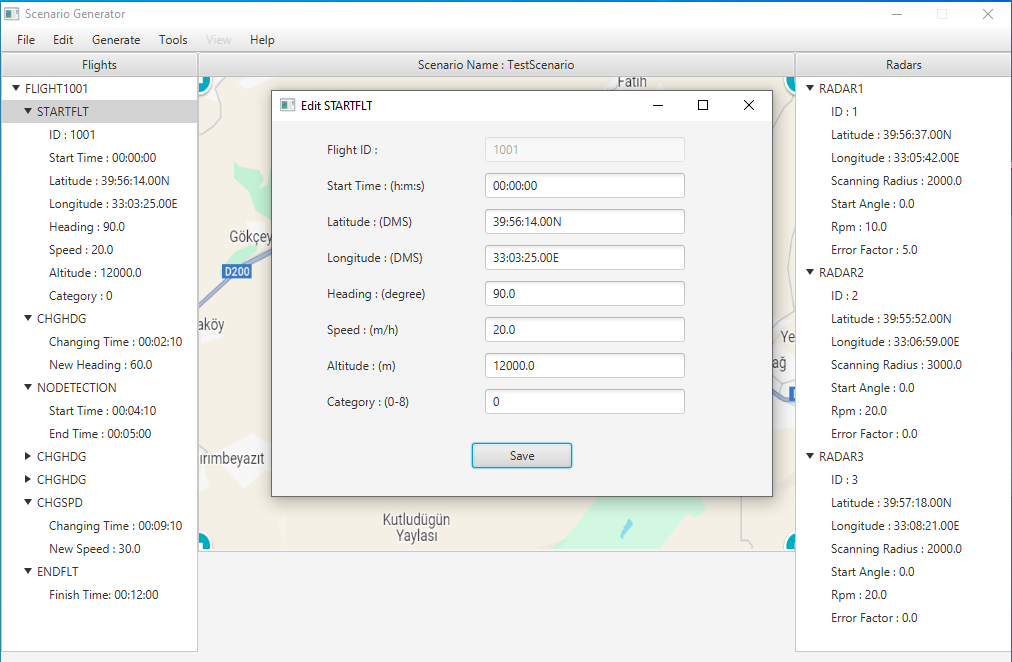 Scenario Generator
File Edit Generate Tools View Help
Flights
FLIGHT1001
STARTFLT
ID : 1001
Start Time : 00:00:00
Latitude : 39:56:14.00N
Longitude : 33:03:25.00E
Heading : 90.0
Speed : 20.0
Altitude : 12000.0
Category : 0
CHGHDG
Changing Time : 00:02:10
New Heading : 60.0
NODETECTION
Start Time : 00:04:10
End Time : 00:05:00
CHGHDG
CHGHDG
CHGSPD
Changing Time : 00:09:10
New Speed : 30.0
ENDFLT
Finish Time: 00:12:00
Scenario Name : TestScenario
Fatih
Gökçey
D200
aköy
ırımbeyazıt
Kutludüğün
Yaylası
Ye
ağ
Edit STARTFLT
Flight ID : 1001
Start Time : (h:m:s) 00:00:00
Latitude : (DMS) 39:56:14.00N
Longitude : (DMS) 33:03:25.00E
Heading : (degree) 90.0
Speed : (m/h) 20.0
Altitude : (m) 12000.0
Category : (0-8) 0
Save
Radars
RADAR1
ID : 1
Latitude : 39:56:37.00N
Longitude : 33:05:42.00E
Scanning Radius : 2000.0
Start Angle : 0.0
Rpm : 10.0
Error Factor : 5.0
RADAR2
ID : 2
Latitude : 39:55:52.00N
Longitude : 33:06:59.00E
Scanning Radius : 3000.0
Start Angle : 0.0
Rpm : 20.0
Error Factor : 0.0
RADAR3
ID : 3
Latitude : 39:57:18.00N
Longitude : 33:08:21.00E
Scanning Radius : 2000.0
Start Angle : 0.0
Rpm : 20.0
Error Factor : 0.0